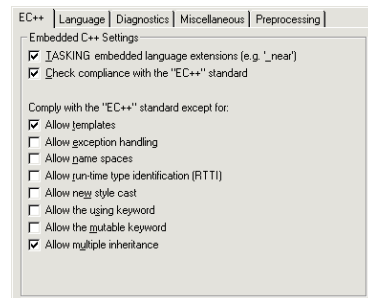 EC++ Language Diagnostics Miscellaneous Preprocessing
Embedded C++ Settings
TASKING embedded language extensions (e.g. '_near')
Check compliance with the "EC++" standard
Comply with the "EC++" standard except for:
Allow templates
Allow exception handling
Allow name spaces
Allow run-time type identification (RTTI)
Allow new style cast
Allow the using keyword
Allow the mutable keyword
Allow multiple inheritance